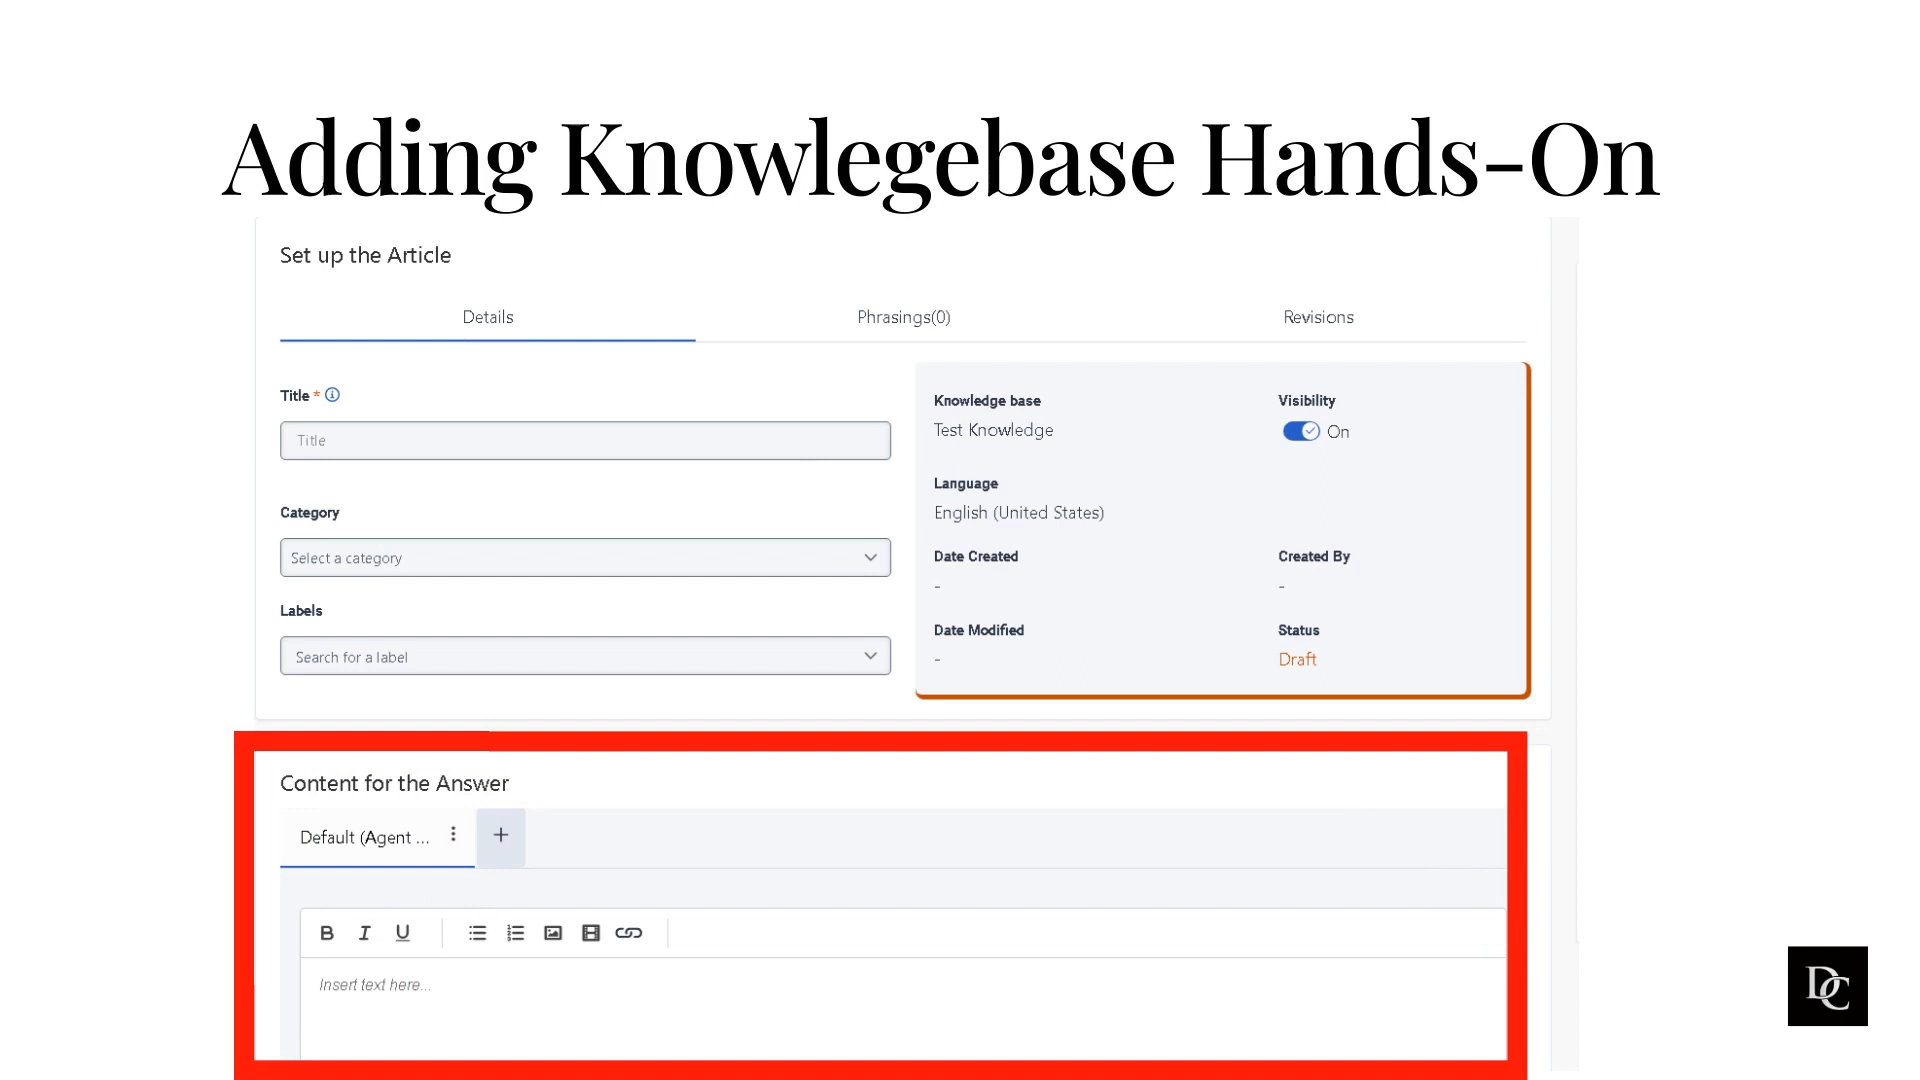 Adding Knowlegebase Hands-On
Set up the Article
Details
Phrasings(0)
Revisions
Title *
Title
Category
Select a category
Labels
Search for a label
Knowledge base
Test Knowledge
Visibility
On
Language
English (United States)
Date Created
-
Created By
-
Date Modified
-
Status
Draft
Content for the Answer
Default (Agent ...
+
B I U
Insert text here...
DC